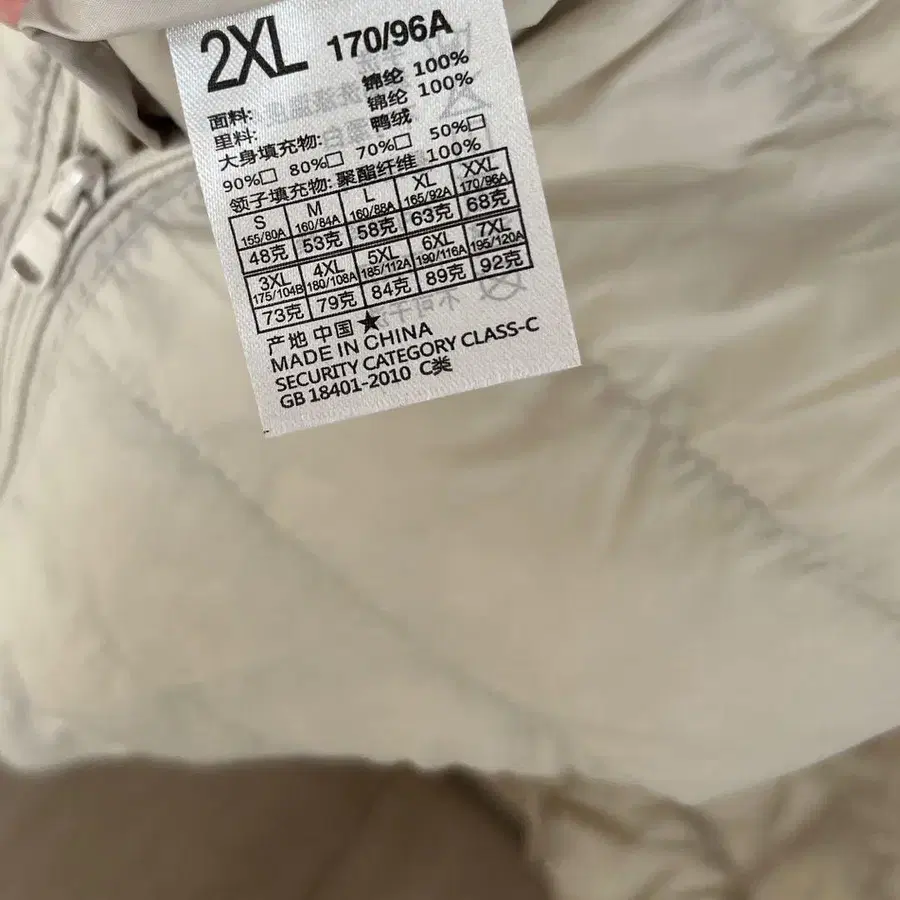 2XL 170/96A
面料: 锦纶 100%
里料: 锦纶 100%
大身填充物: 鸭绒
90%□ 80%□ 70%□ 50%□
领子填充物: 聚酯纤维 100%
S M L XL XXL
155/80A 160/84A 160/88A 165/92A 170/96A
48克 53克 58克 63克 68克
3XL 4XL 5XL 6XL 7XL
175/104B 180/108A 185/112A 190/116A 195/120A
73克 79克 84克 89克 92克
产地 中国 ★
MADE IN CHINA
SECURITY CATEGORY CLASS-C
GB 18401-2010 C类